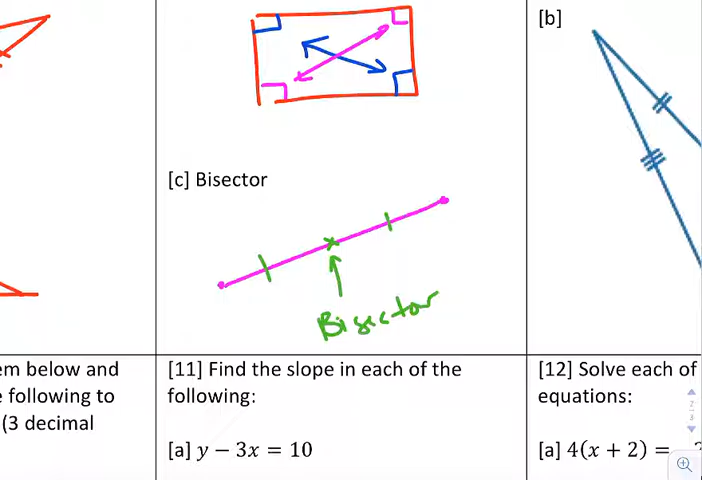 [b]
[c] Bisector
Bisector
em below and
following to
(3 decimal
[11] Find the slope in each of the
following:
[a] y − 3x = 10
[12] Solve each of
equations:
[a] 4(x + 2) =